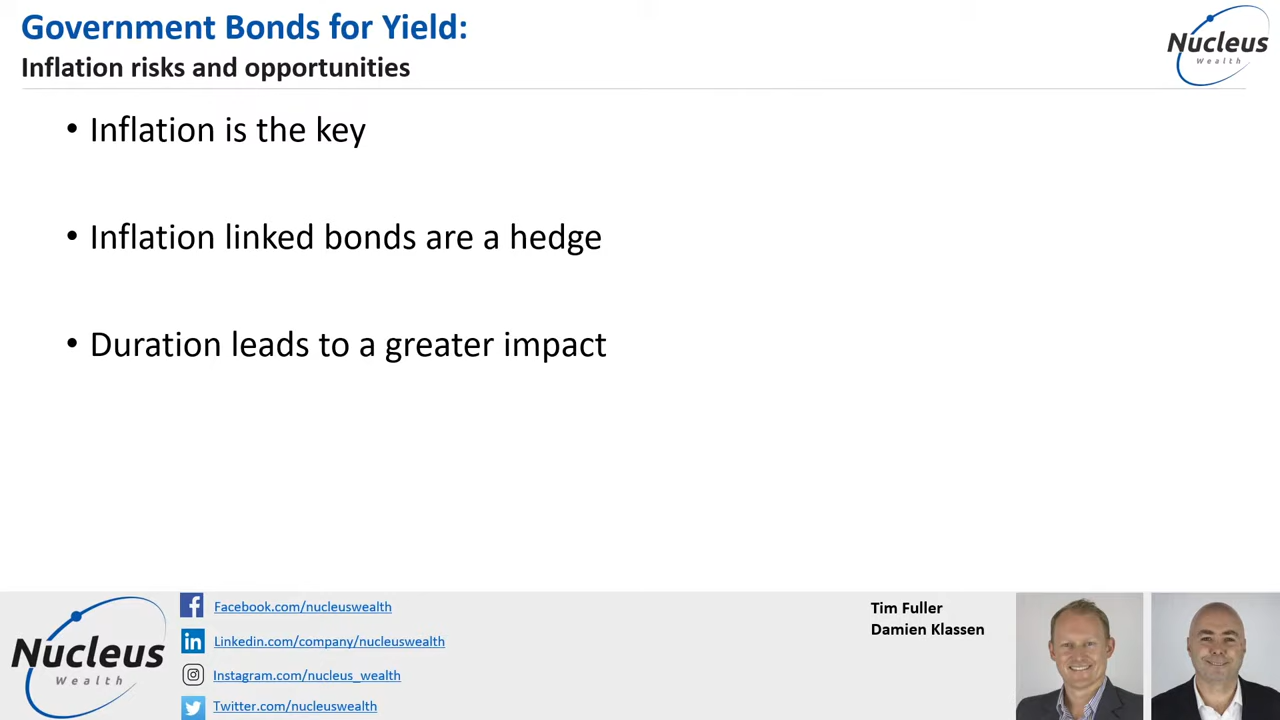 Government Bonds for Yield:
Inflation risks and opportunities
Nucleus
Wealth
• Inflation is the key
• Inflation linked bonds are a hedge
• Duration leads to a greater impact
Nucleus
Wealth
Facebook.com/nucleuswealth
Linkedin.com/company/nucleuswealth
Instagram.com/nucleus_wealth
Twitter.com/nucleuswealth
Tim Fuller
Damien Klassen